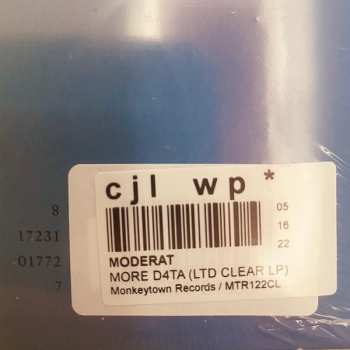 cjl wp *
05
16
22
8
17231
01772
7
MODERAT
MORE D4TA (LTD CLEAR LP)
Monkeytown Records / MTR122CL